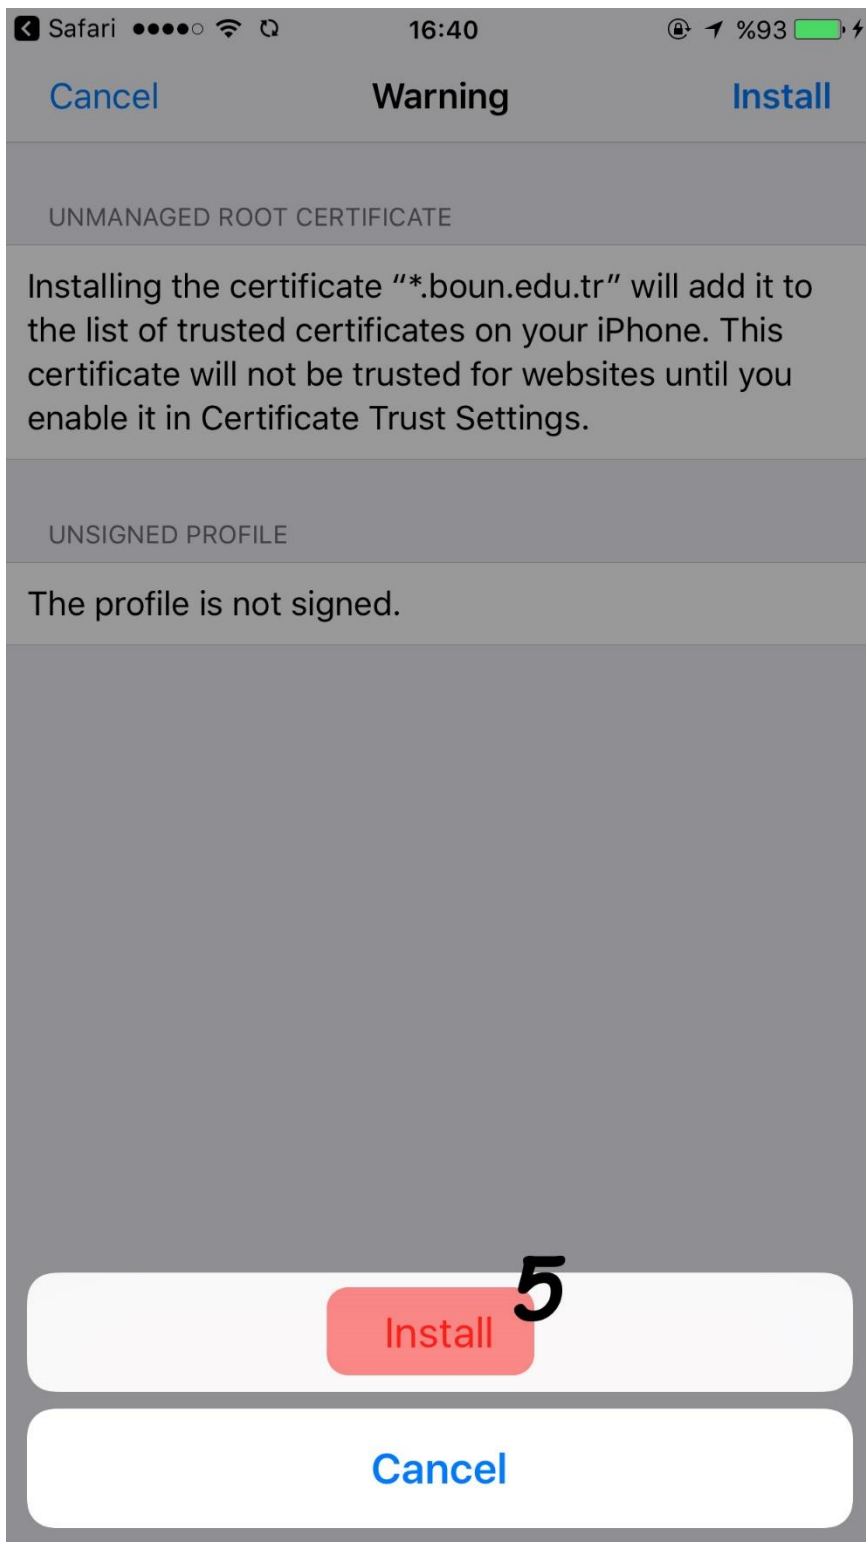 Safari 16:40 %93
Cancel Warning Install
UNMANAGED ROOT CERTIFICATE
Installing the certificate “*.boun.edu.tr” will add it to
the list of trusted certificates on your iPhone. This
certificate will not be trusted for websites until you
enable it in Certificate Trust Settings.
UNSIGNED PROFILE
The profile is not signed.
5
Install
Cancel